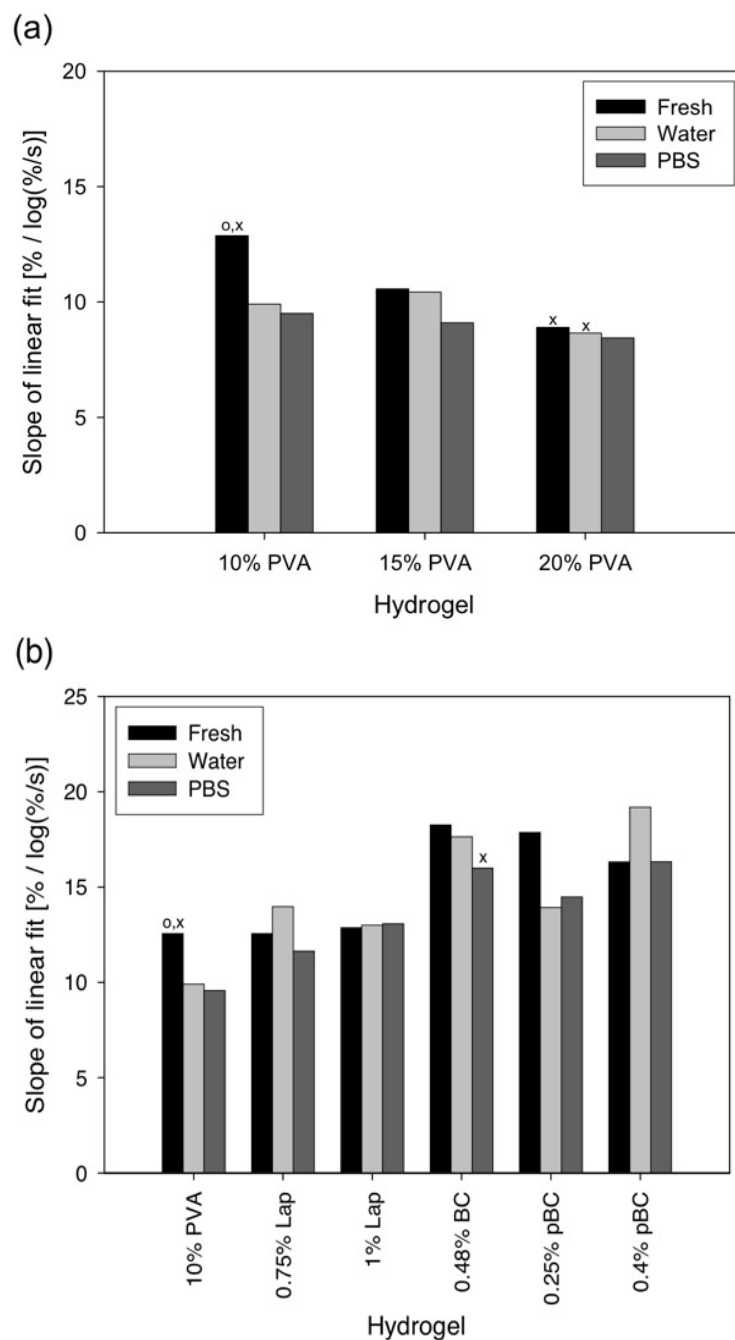 (a)
Slope of linear fit [% / log(%/s)]
20
15
10
5
0
Fresh
Water
PBS
o,x
x
x
10% PVA
15% PVA
20% PVA
Hydrogel
(b)
Slope of linear fit [% / log(%/s)]
25
20
15
10
5
0
Fresh
Water
PBS
o,x
x
10% PVA
0.75% Lap
1% Lap
0.48% BC
0.25% pBC
0.4% pBC
Hydrogel